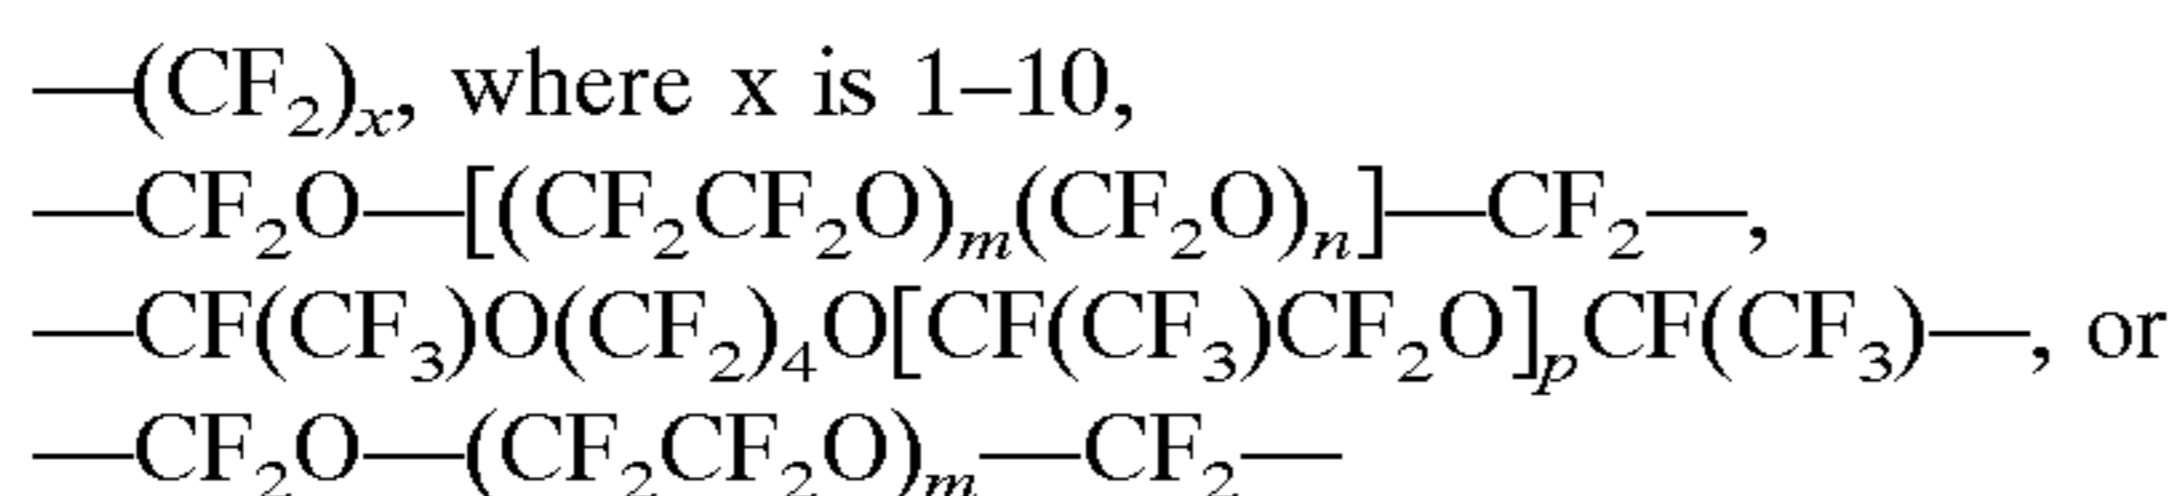 —(CF₂)ₓ, where x is 1–10,
—CF₂O—[(CF₂CF₂O)ₘ(CF₂O)ₙ]—CF₂—,
—CF(CF₃)O(CF₂)₄O[CF(CF₃)CF₂O]ₚCF(CF₃)—, or
—CF₂O—(CF₂CF₂O)ₘ—CF₂—